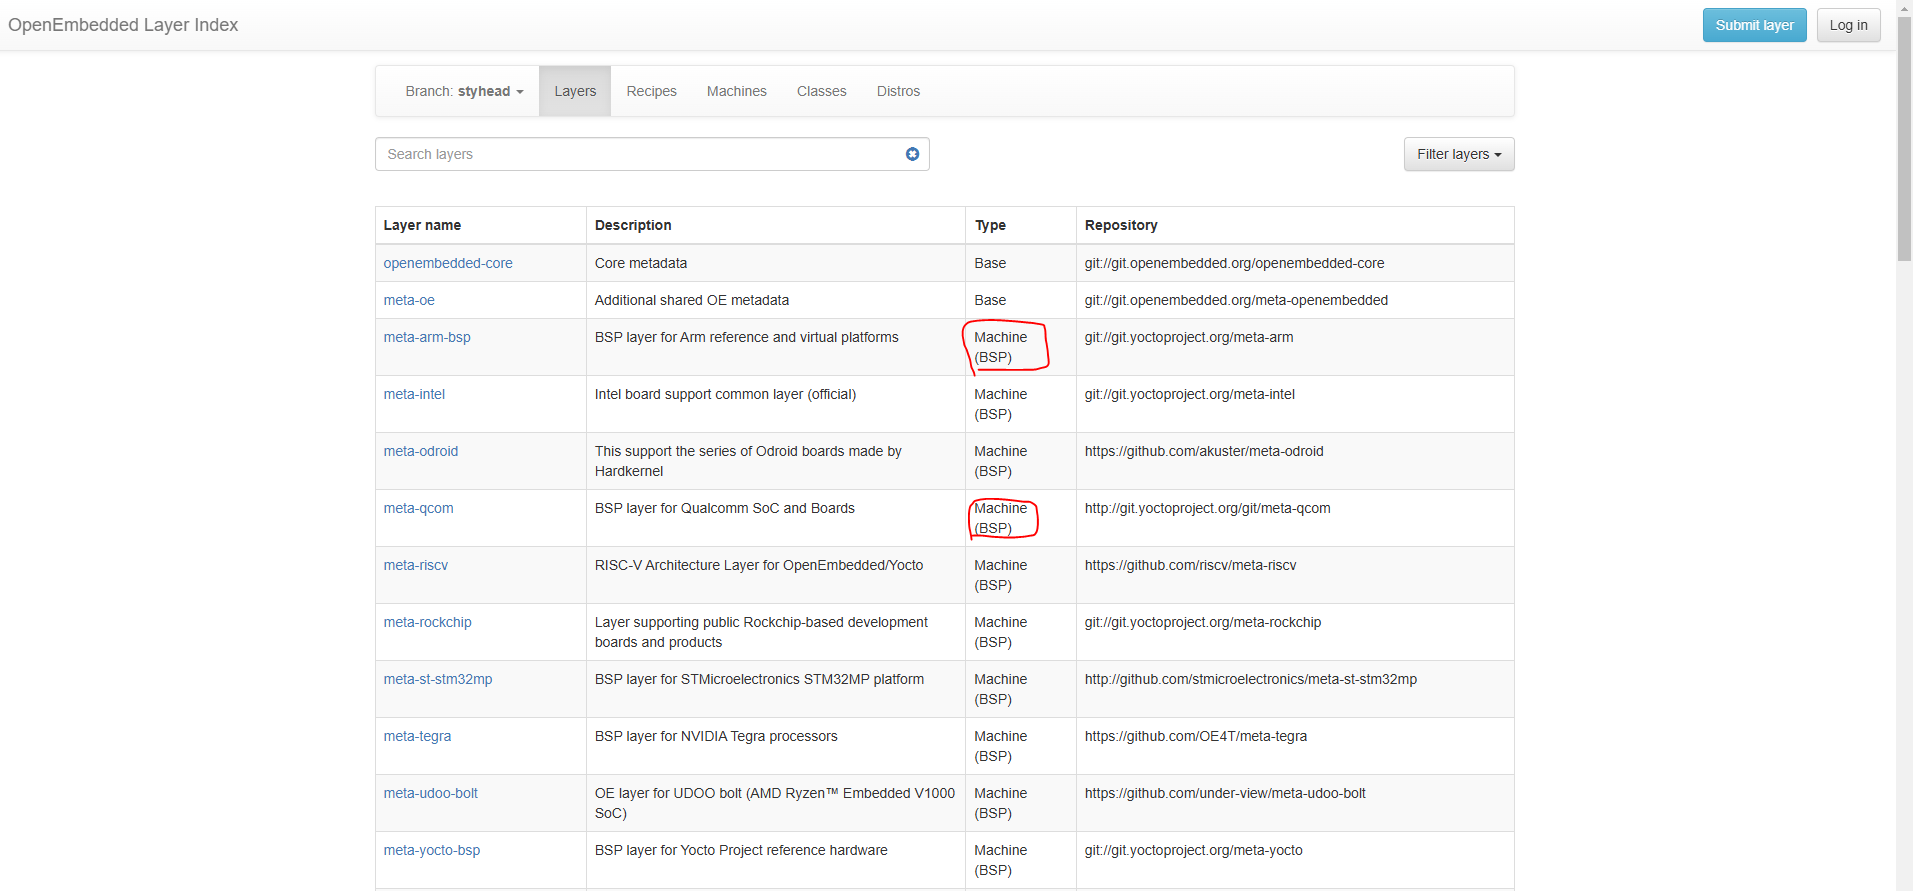 OpenEmbedded Layer Index
Submit layer
Log in
Branch: styhead
Layers
Recipes
Machines
Classes
Distros
Search layers
Filter layers
Layer name Description Type Repository
openembedded-core Core metadata Base git://git.openembedded.org/openembedded-core
meta-oe Additional shared OE metadata Base git://git.openembedded.org/meta-openembedded
meta-arm-bsp BSP layer for Arm reference and virtual platforms Machine git://git.yoctoproject.org/meta-arm
(BSP)
meta-intel Intel board support common layer (official) Machine git://git.yoctoproject.org/meta-intel
(BSP)
meta-odroid This support the series of Odroid boards made by Machine https://github.com/akuster/meta-odroid
Hardkernel (BSP)
meta-qcom BSP layer for Qualcomm SoC and Boards Machine http://git.yoctoproject.org/git/meta-qcom
(BSP)
meta-riscv RISC-V Architecture Layer for OpenEmbedded/Yocto Machine https://github.com/riscv/meta-riscv
(BSP)
meta-rockchip Layer supporting public Rockchip-based development Machine git://git.yoctoproject.org/meta-rockchip
boards and products (BSP)
meta-st-stm32mp BSP layer for STMicroelectronics STM32MP platform Machine http://github.com/stmicroelectronics/meta-st-stm32mp
(BSP)
meta-tegra BSP layer for NVIDIA Tegra processors Machine https://github.com/OE4T/meta-tegra
(BSP)
meta-udoo-bolt OE layer for UDOO bolt (AMD Ryzen™ Embedded V1000 Machine https://github.com/under-view/meta-udoo-bolt
SoC) (BSP)
meta-yocto-bsp BSP layer for Yocto Project reference hardware Machine git://git.yoctoproject.org/meta-yocto
(BSP)